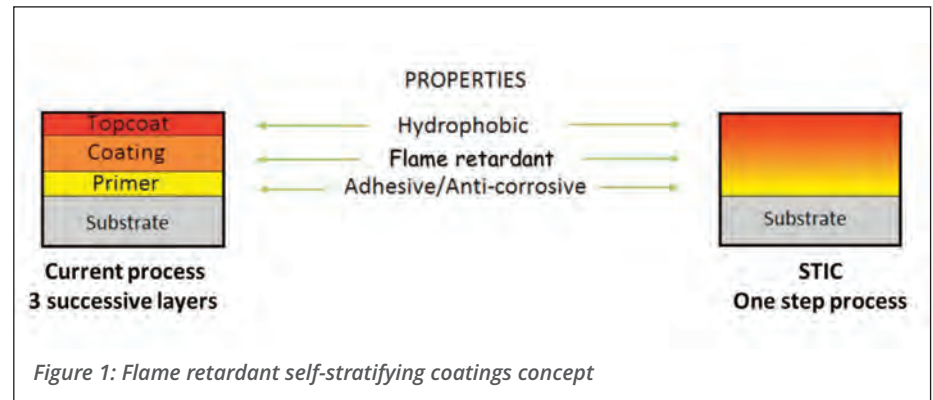 PROPERTIES
Topcoat
Hydrophobic
Coating
Flame retardant
Primer
Adhesive/Anti-corrosive
Substrate
Substrate
Current process
3 successive layers
STIC
One step process
Figure 1: Flame retardant self-stratifying coatings concept